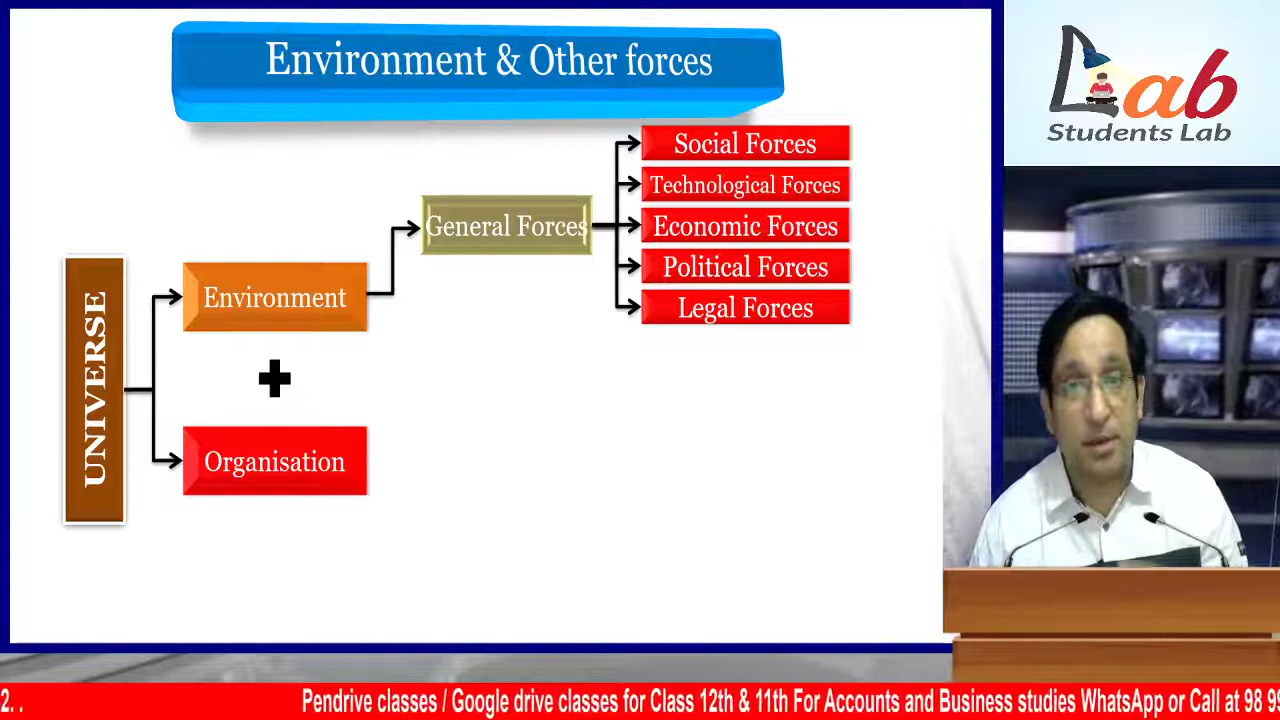 Environment & Other forces
Lab
Students Lab
Social Forces
Technological Forces
General Forces
Economic Forces
Political Forces
Legal Forces
UNIVERSE
Environment
Organisation
2. .
Pendrive classes / Google drive classes for Class 12th & 11th For Accounts and Business studies WhatsApp or Call at 98